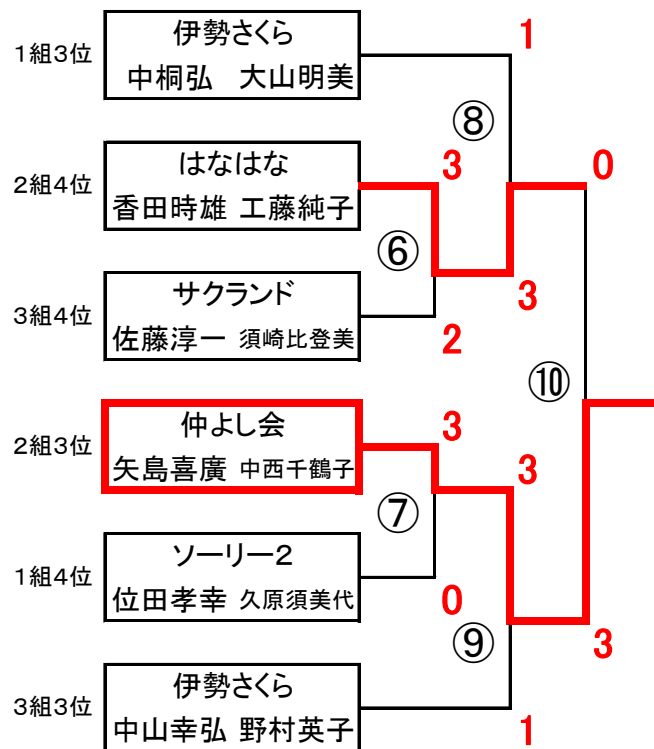 1
1組3位
伊勢さくら
中桐弘 大山明美
⑧
2組4位
はなはな
香田時雄 工藤純子
3
0
⑥
3組4位
サクランド
佐藤淳一 須崎比登美
3
2
⑩
2組3位
仲よし会
矢島喜廣 中西千鶴子
3
3
⑦
1組4位
ソーリー2
位田孝幸 久原須美代
0
⑨
3
3組3位
伊勢さくら
中山幸弘 野村英子
1